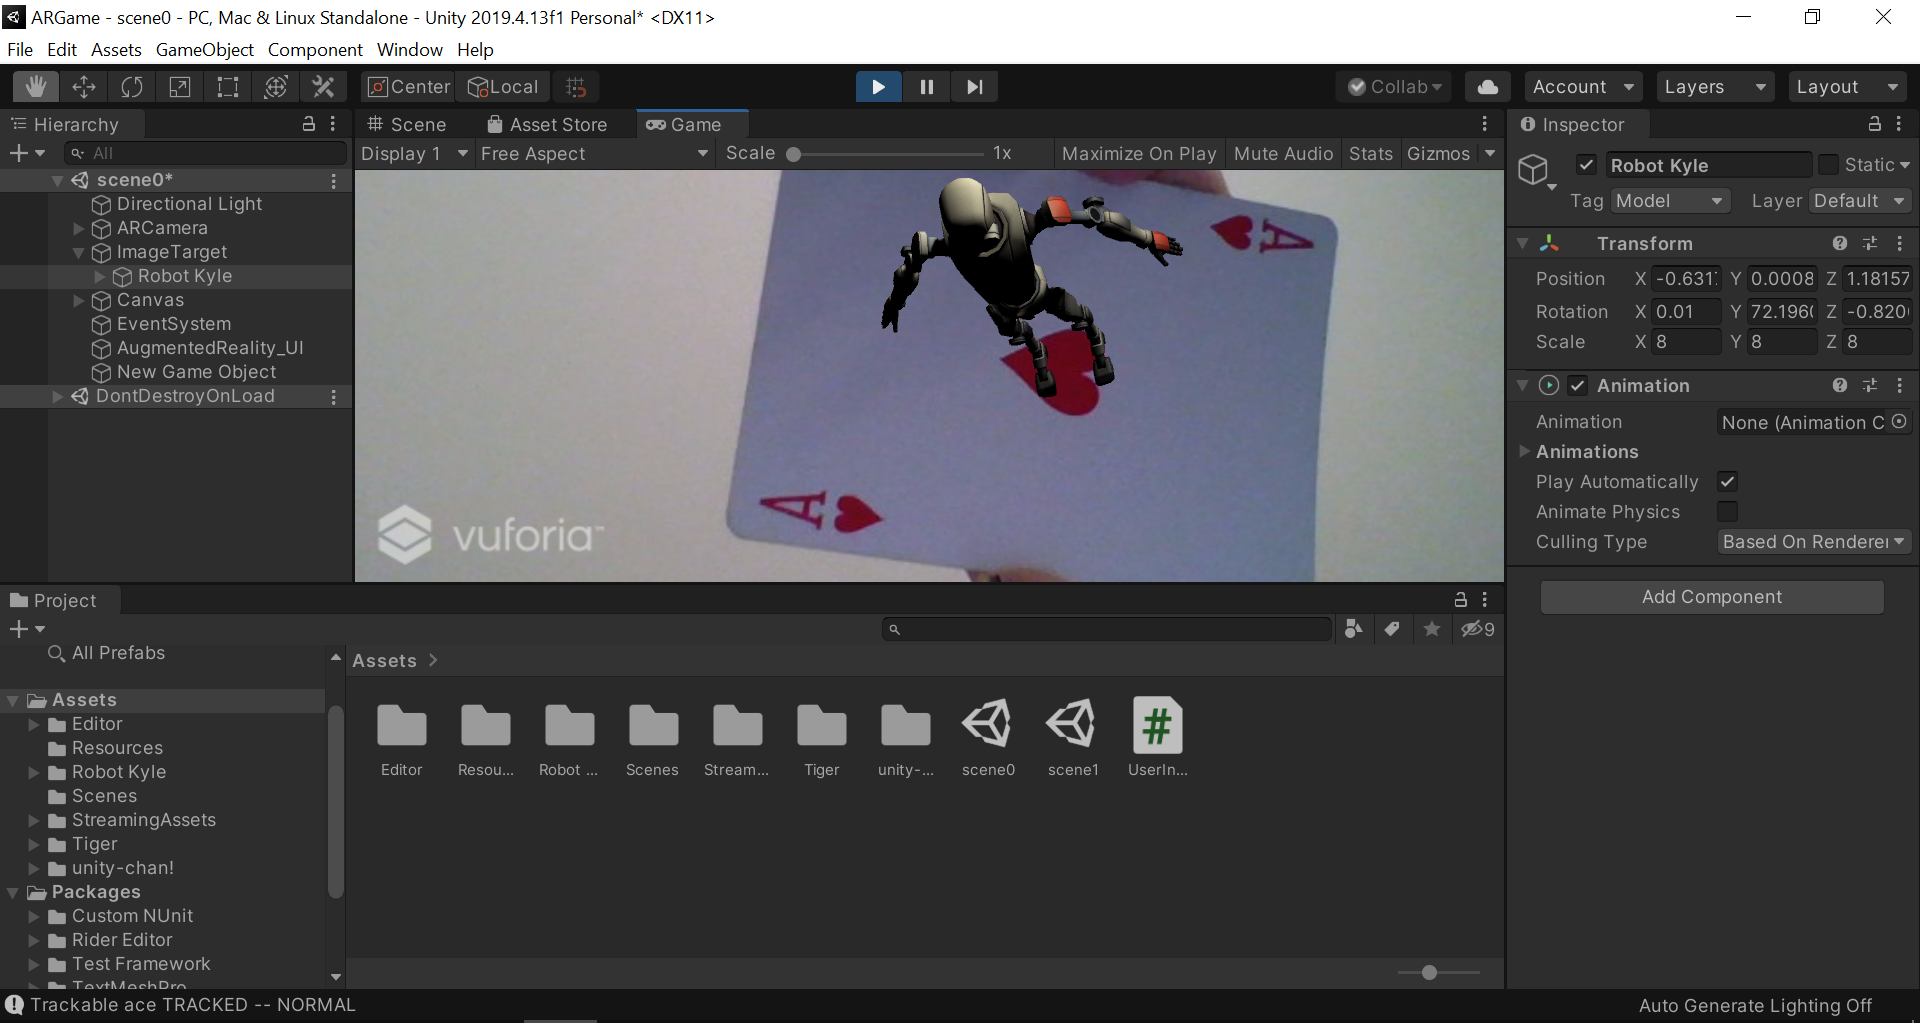 ARGame - scene0 - PC, Mac & Linux Standalone - Unity 2019.4.13f1 Personal* <DX11>
File Edit Assets GameObject Component Window Help
Center Local Collab Account Layers Layout
Hierarchy
All
scene0*
Directional Light
ARCamera
ImageTarget
Robot Kyle
Canvas
EventSystem
AugmentedReality_UI
New Game Object
DontDestroyOnLoad
Scene Asset Store Game
Display 1 Free Aspect Scale 1x Maximize On Play Mute Audio Stats Gizmos
A
A
vuforia™
Inspector
Robot Kyle Static
Tag Model Layer Default
Transform
Position X -0.631 Y 0.0008 Z 1.18157
Rotation X 0.01 Y 72.196 Z -0.820
Scale X 8 Y 8 Z 8
Animation
Animation None (Animation C
Animations
Play Automatically
Animate Physics
Culling Type Based On Renderer
Add Component
Project
9
All Prefabs
Assets
Editor
Resources
Robot Kyle
Scenes
StreamingAssets
Tiger
unity-chan!
Packages
Custom NUnit
Rider Editor
Test Framework
TextMeshPro
Assets >
#
Editor Resou... Robot ... Scenes Stream... Tiger unity-... scene0 scene1 UserIn...
Trackable ace TRACKED -- NORMAL
Auto Generate Lighting Off